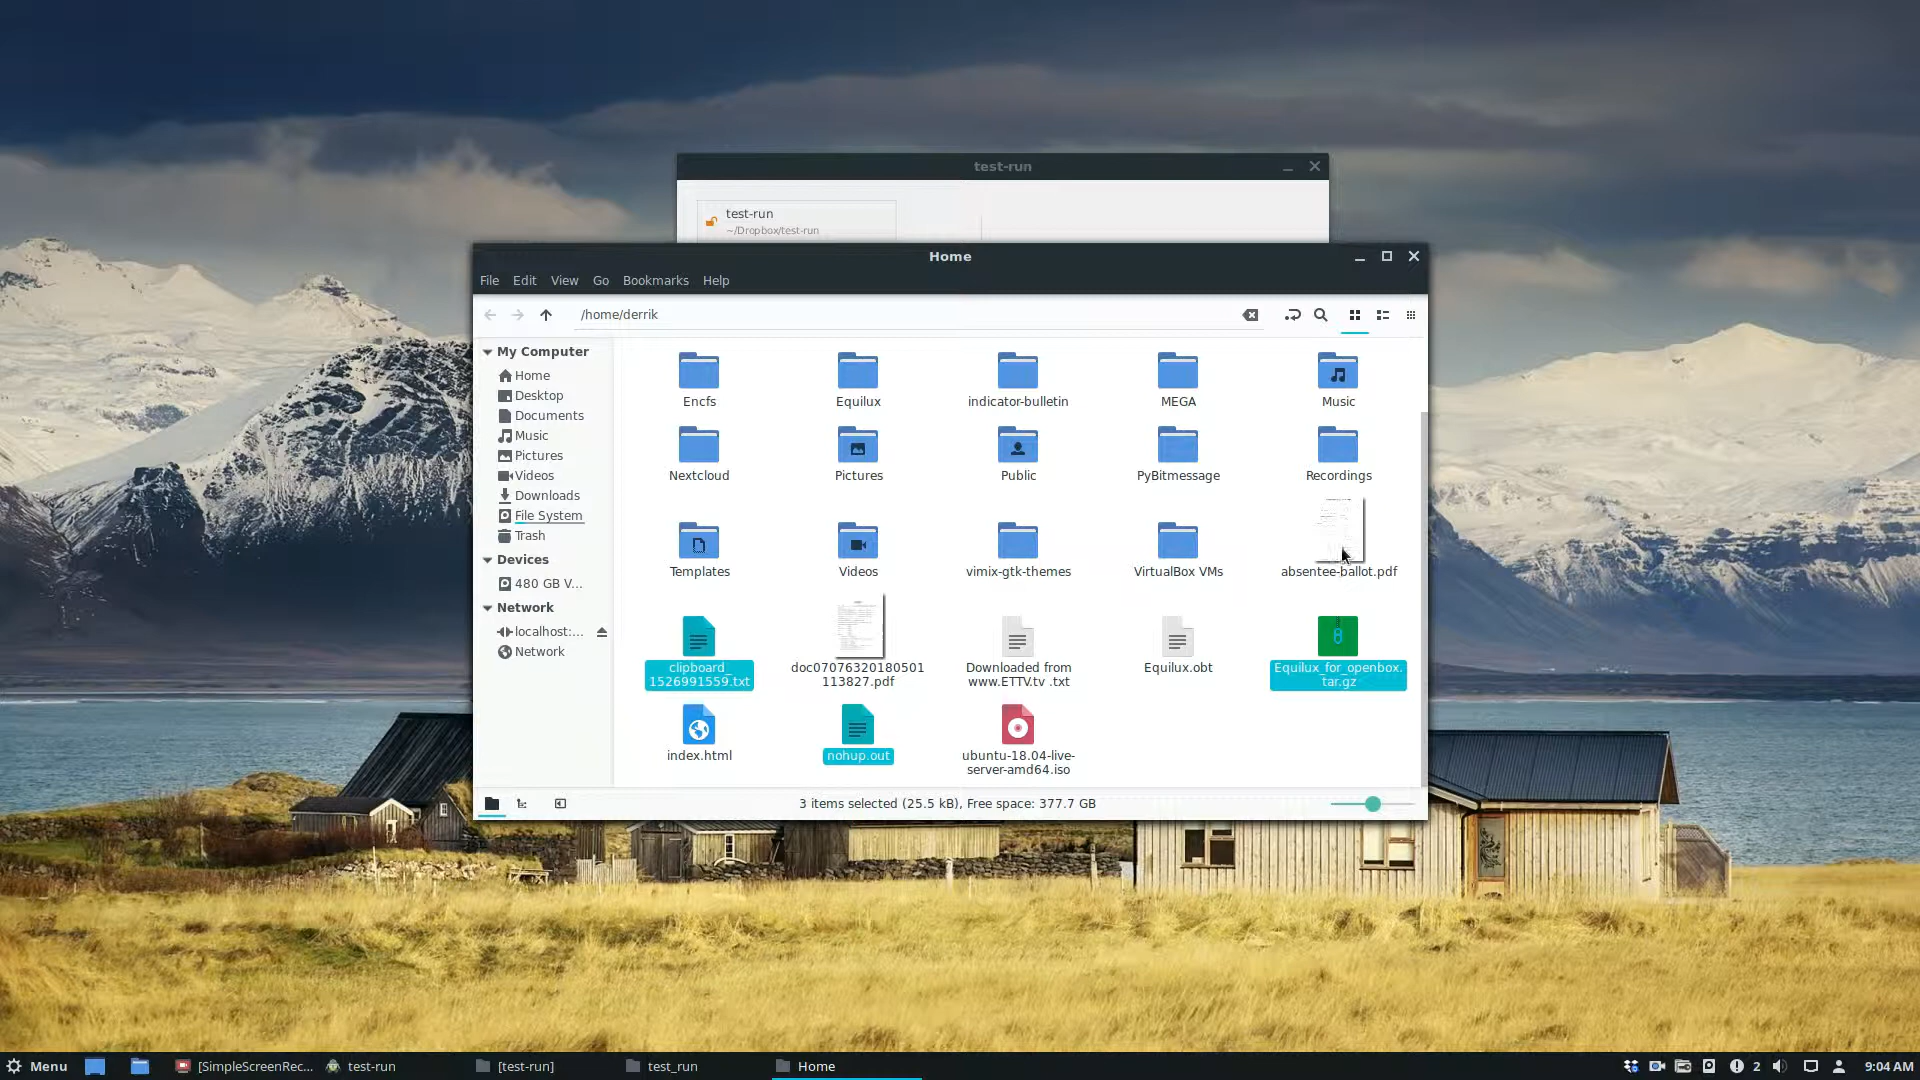 test-run
test-run
~/Dropbox/test-run
Home
File Edit View Go Bookmarks Help
/home/derrik
My Computer
Home
Desktop
Documents
Music
Pictures
Videos
Downloads
File System
Trash
Devices
480 GB V...
Network
localhost:...
Network
Encfs
Equilux
indicator-bulletin
MEGA
Music
Nextcloud
Pictures
Public
PyBitmessage
Recordings
Templates
Videos
vimix-gtk-themes
VirtualBox VMs
absentee-ballot.pdf
clipboard_
1526991559.txt
doc07076320180501
113827.pdf
Downloaded from
www.ETTV.tv .txt
Equilux.obt
Equilux_for_openbox.
tar.gz
index.html
nohup.out
ubuntu-18.04-live-
server-amd64.iso
3 items selected (25.5 kB), Free space: 377.7 GB
Menu
[SimpleScreenRec...
test-run
[test-run]
test_run
Home
2
9:04 AM